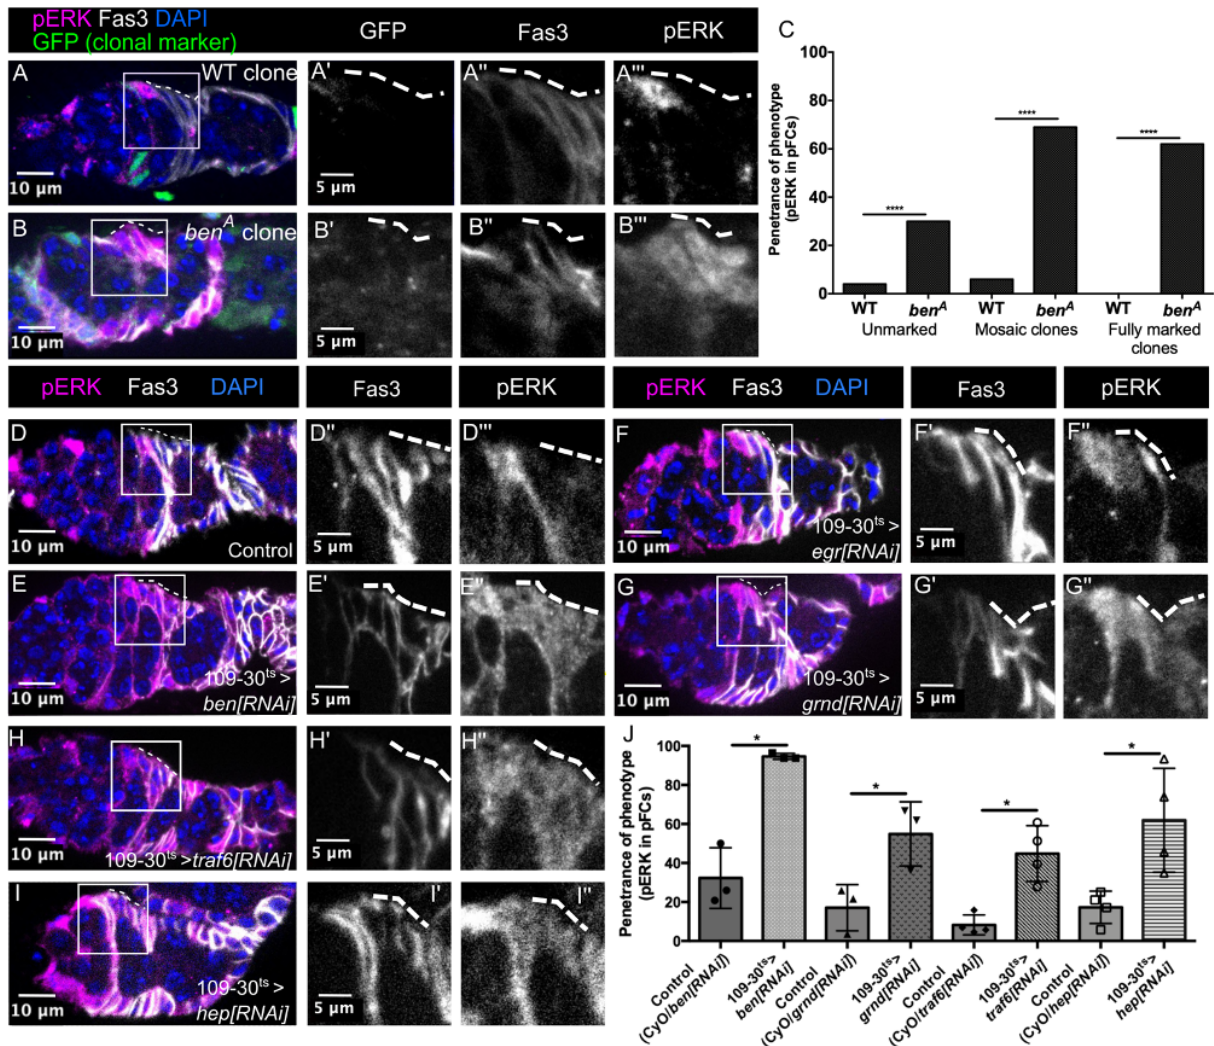 pERK Fas3 DAPI
GFP (clonal marker)
GFP
Fas3
pERK
A
WT clone
10 µm
A'
5 µm
A"
A'''
B
ben^A clone
10 µm
B'
5 µm
B"
B'''
C
Penetrance of phenotype
(pERK in pFCs)
100
80
60
40
20
0
****
****
****
WT
ben^A
WT
ben^A
WT
ben^A
Unmarked
Mosaic clones
Fully marked
clones
pERK Fas3 DAPI
Fas3
pERK
pERK Fas3 DAPI
Fas3
pERK
D
10 µm
Control
D"
5 µm
D'''
E
10 µm
109-30^ts >
ben[RNAi]
E'
5 µm
E"
F
10 µm
109-30^ts >
egr[RNAi]
F'
5 µm
F"
G
10 µm
109-30^ts >
grnd[RNAi]
G'
5 µm
G"
H
10 µm
109-30^ts >traf6[RNAi]
H'
5 µm
H"
I
10 µm
109-30^ts >
hep[RNAi]
I'
5 µm
I"
J
Penetrance of phenotype
(pERK in pFCs)
100
80
60
40
20
0
*
*
*
*
Control
(CyO/ben[RNAi])
109-30^ts>
ben[RNAi]
Control
(CyO/grnd[RNAi])
109-30^ts>
grnd[RNAi]
Control
(CyO/traf6[RNAi])
109-30^ts>
traf6[RNAi]
Control
(CyO/hep[RNAi])
109-30^ts>
hep[RNAi]